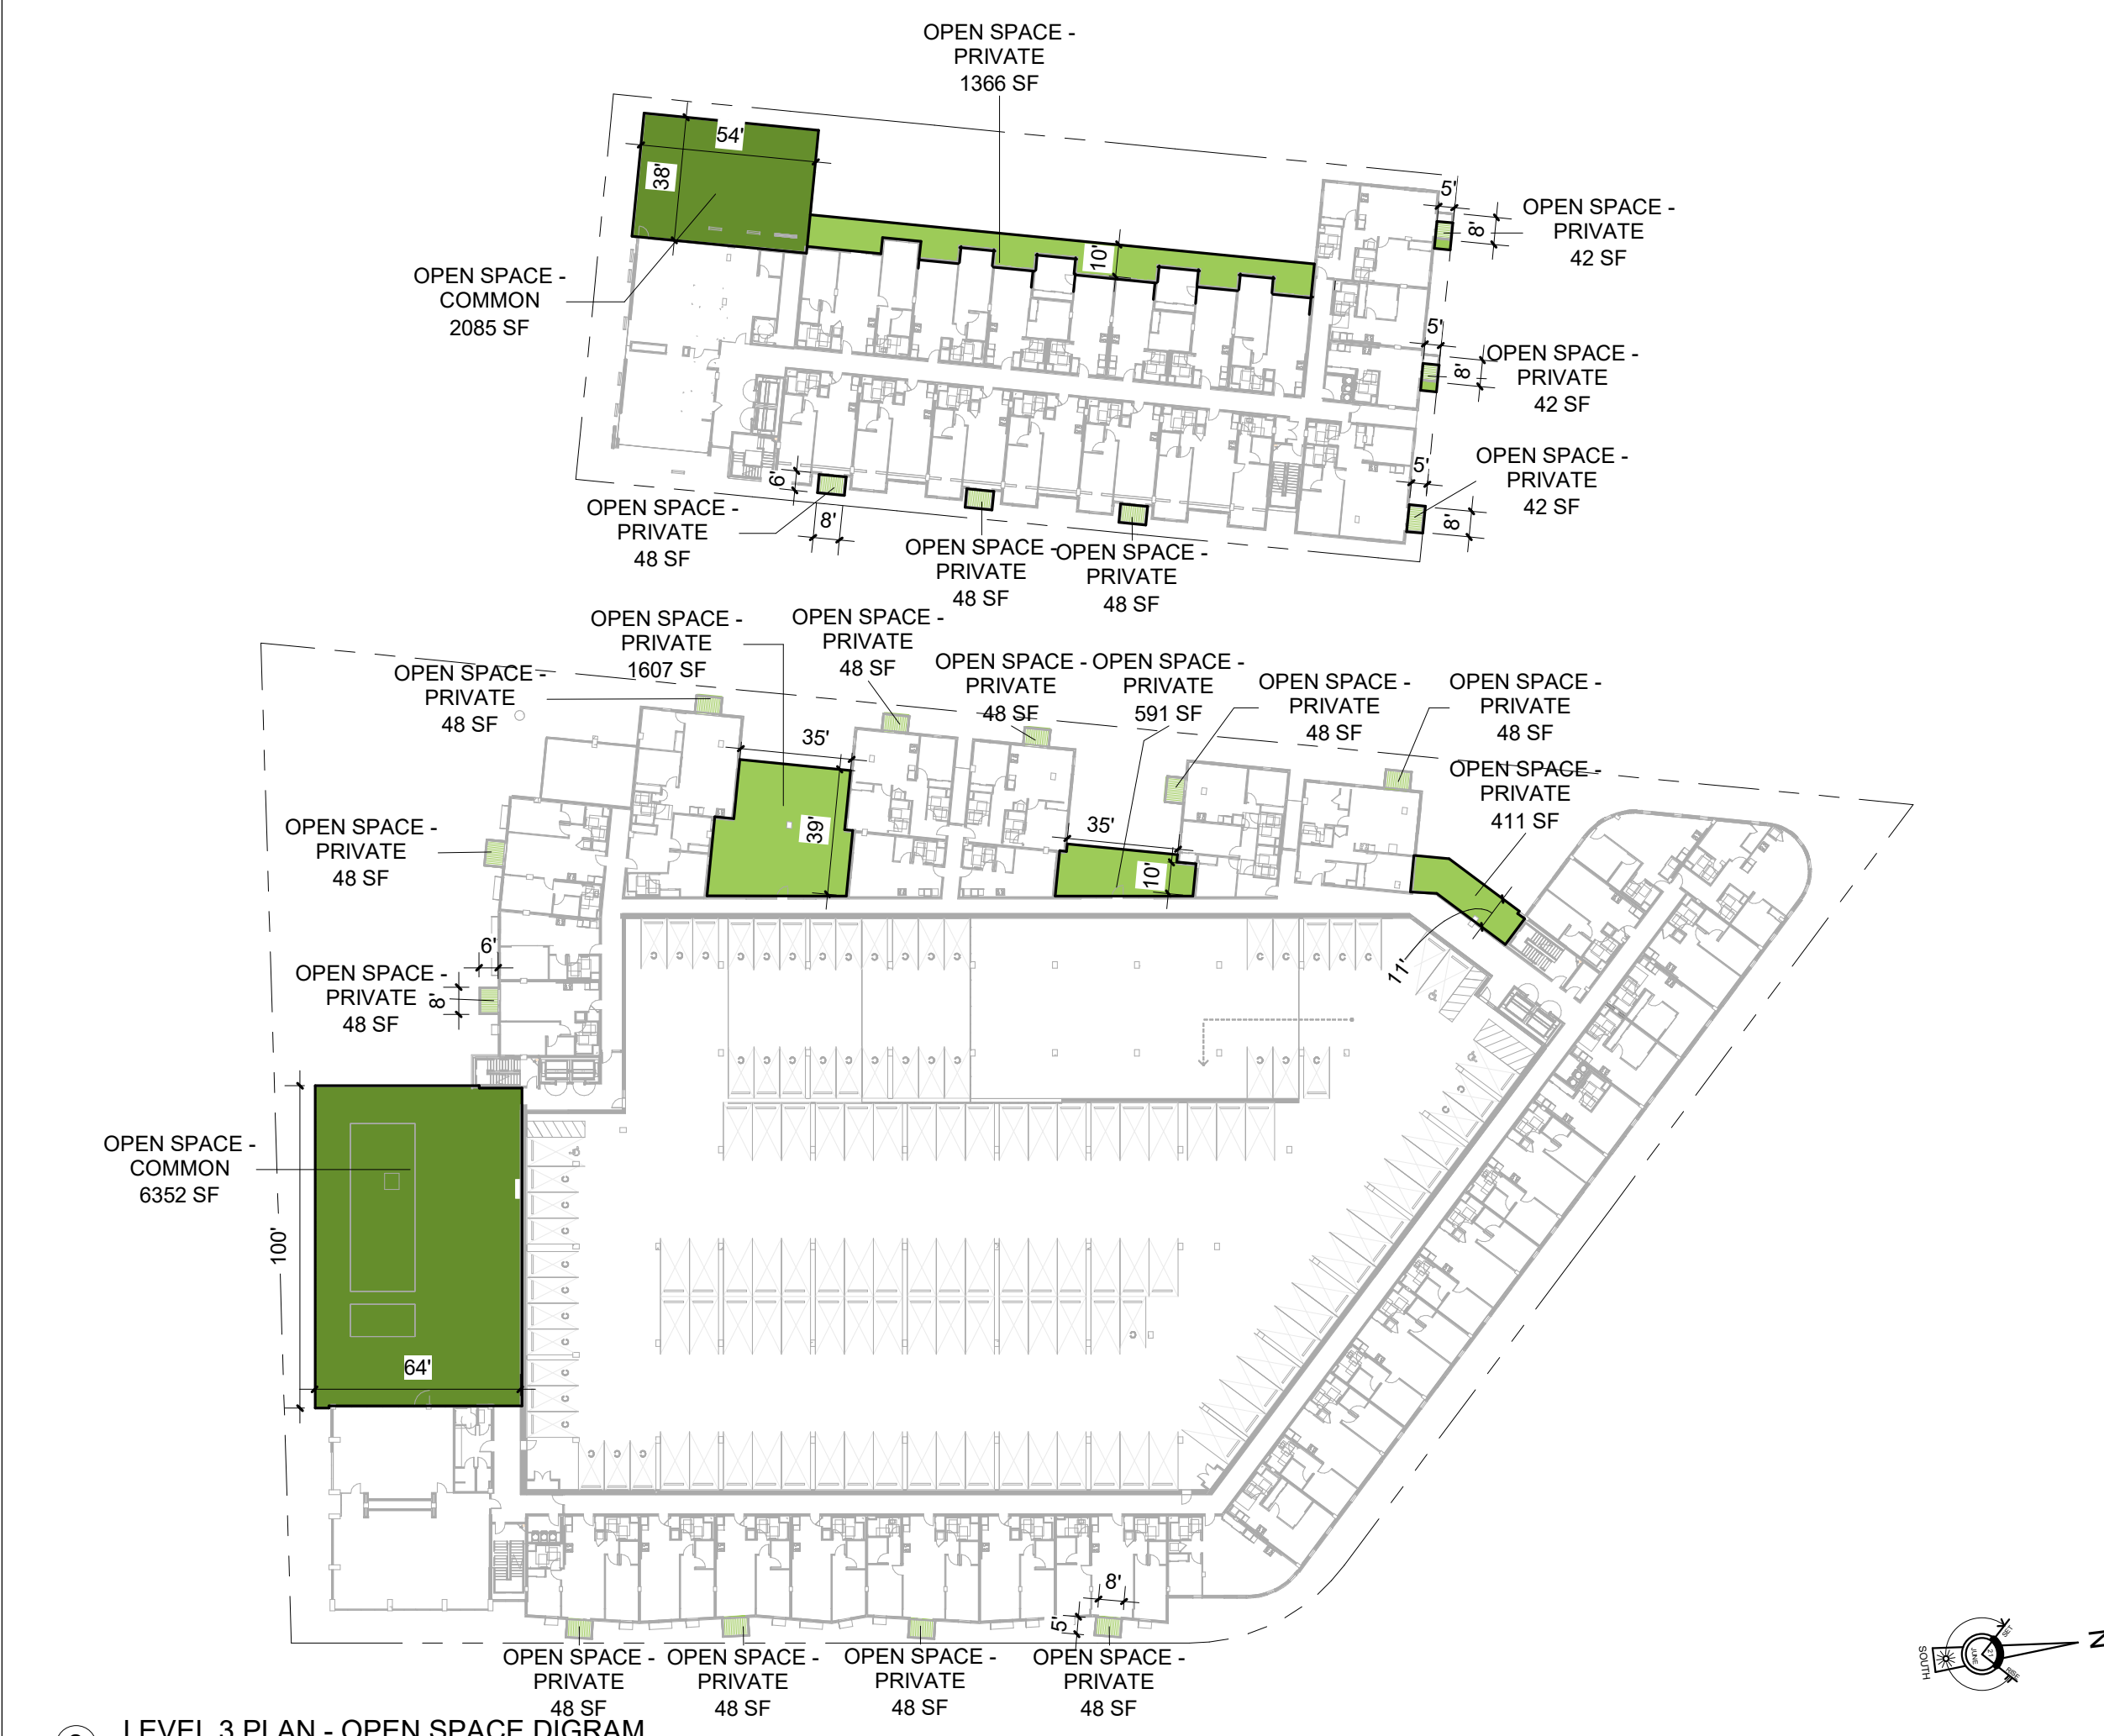 OPEN SPACE -
PRIVATE
1366 SF
54'
38'
10'
OPEN SPACE -
COMMON
2085 SF
5'
8'
OPEN SPACE -
PRIVATE
42 SF
5'
8'
OPEN SPACE -
PRIVATE
42 SF
5'
8'
OPEN SPACE -
PRIVATE
42 SF
6'
8'
OPEN SPACE -
PRIVATE
48 SF
OPEN SPACE -
PRIVATE
48 SF
OPEN SPACE -
PRIVATE
48 SF
OPEN SPACE -
PRIVATE
1607 SF
OPEN SPACE -
PRIVATE
48 SF
OPEN SPACE -
PRIVATE
48 SF
OPEN SPACE -
PRIVATE
48 SF
OPEN SPACE -
PRIVATE
591 SF
OPEN SPACE -
PRIVATE
48 SF
OPEN SPACE -
PRIVATE
48 SF
OPEN SPACE -
PRIVATE
411 SF
35'
39'
35'
10'
11'
OPEN SPACE -
PRIVATE
48 SF
6'
8'
OPEN SPACE -
PRIVATE
48 SF
OPEN SPACE -
COMMON
6352 SF
100'
64'
8'
5'
OPEN SPACE -
PRIVATE
48 SF
OPEN SPACE -
PRIVATE
48 SF
OPEN SPACE -
PRIVATE
48 SF
OPEN SPACE -
PRIVATE
48 SF
SOUTH
JUNE
21
SET
RISE
N
LEVEL 3 PLAN - OPEN SPACE DIGRAM